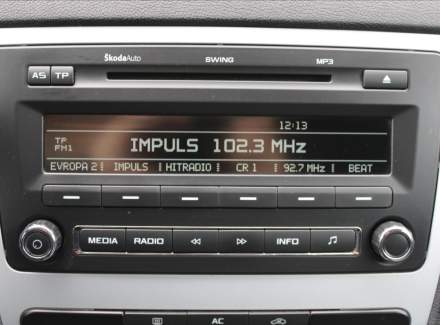 ŠkodaAuto SWING MP3
AS TP
12:13
TP
FM1
IMPULS 102.3 MHz
EVROPA 2 IMPULS HITRADIO CR 1 92.7 MHz BEAT
MEDIA RADIO INFO
AC